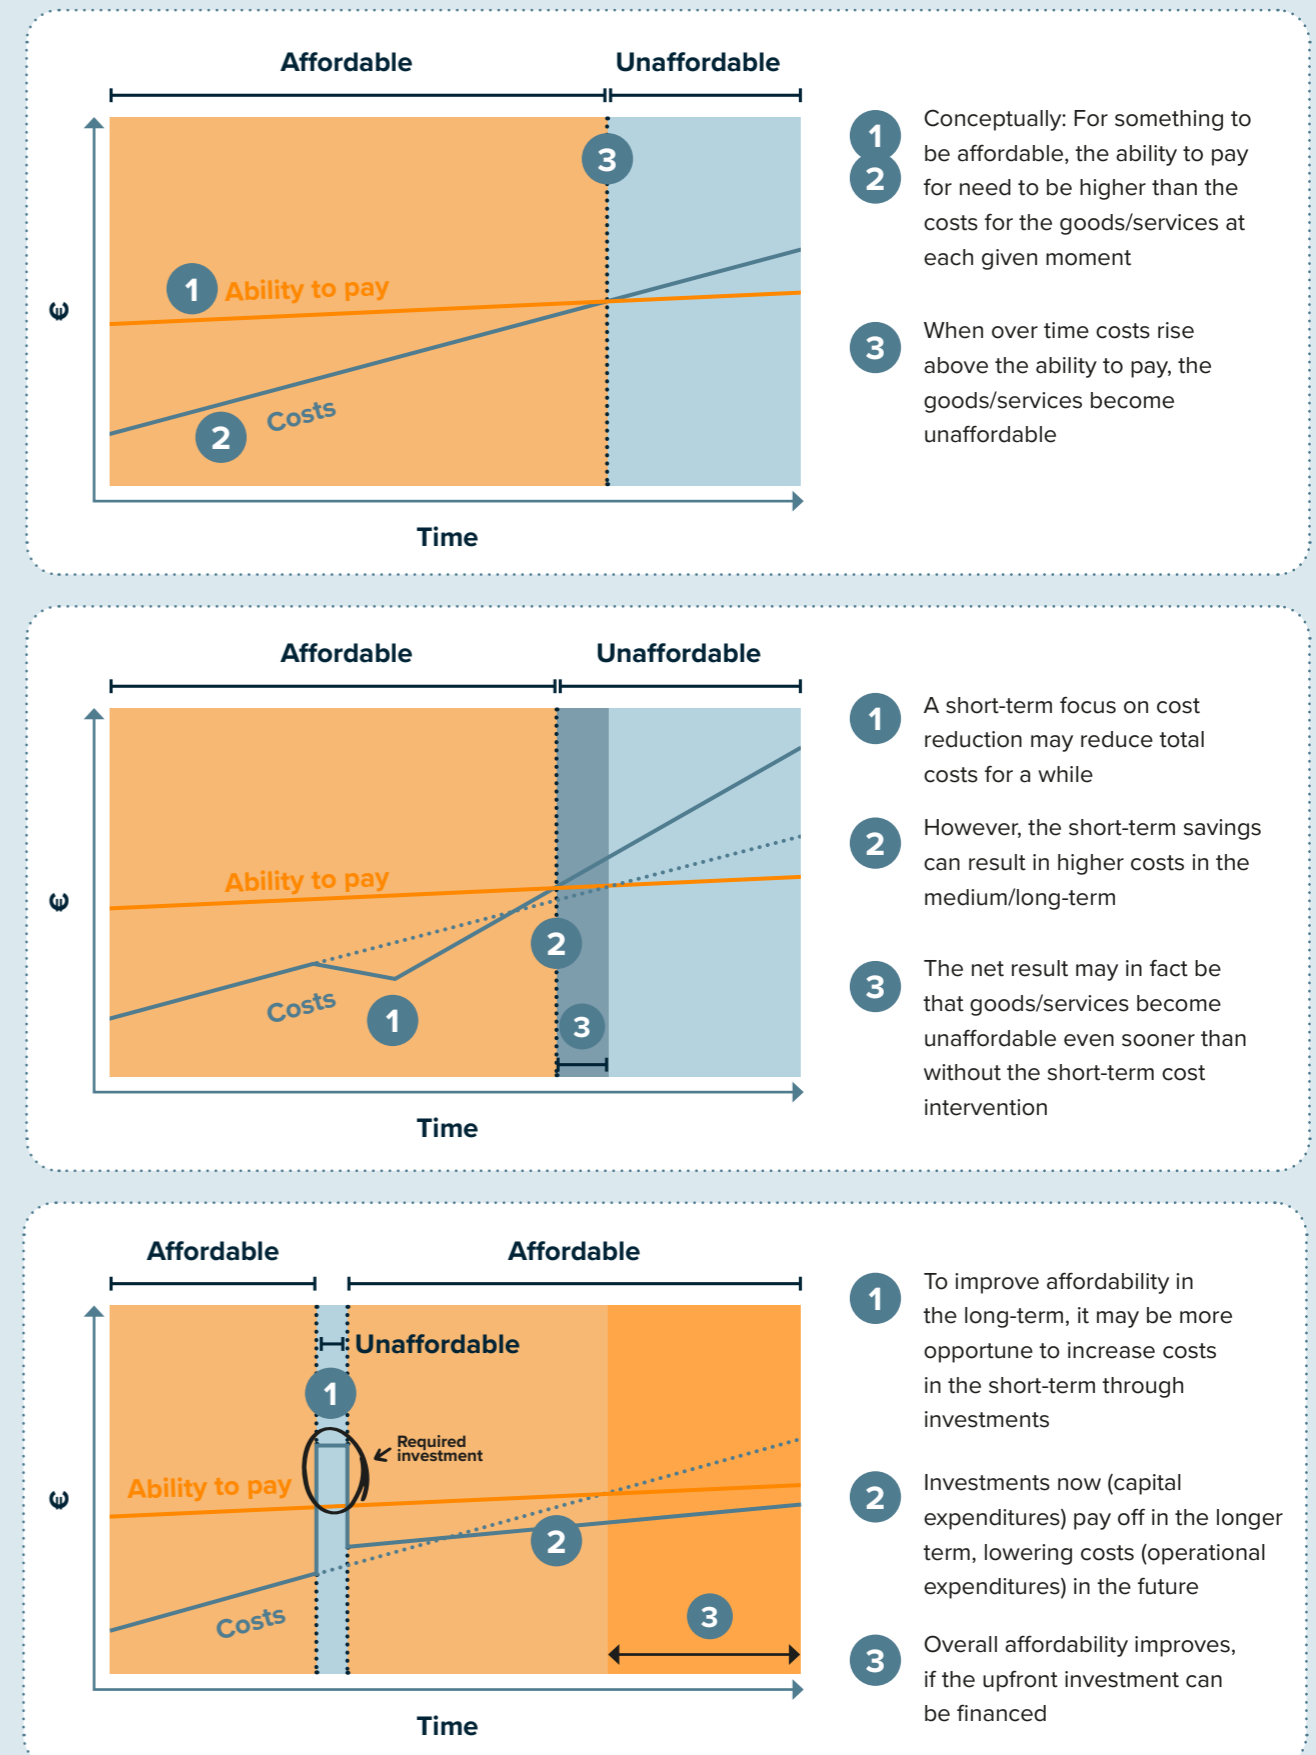 Affordable
Unaffordable
3
1
Ability to pay
2
Costs
€
Time
1
2
Conceptually: For something to
be affordable, the ability to pay
for need to be higher than the
costs for the goods/services at
each given moment
3
When over time costs rise
above the ability to pay, the
goods/services become
unaffordable
Affordable
Unaffordable
Ability to pay
2
Costs
1
3
€
Time
1
A short-term focus on cost
reduction may reduce total
costs for a while
2
However, the short-term savings
can result in higher costs in the
medium/long-term
3
The net result may in fact be
that goods/services become
unaffordable even sooner than
without the short-term cost
intervention
Affordable
Affordable
Unaffordable
1
Required
investment
Ability to pay
2
Costs
3
€
Time
1
To improve affordability in
the long-term, it may be more
opportune to increase costs
in the short-term through
investments
2
Investments now (capital
expenditures) pay off in the longer
term, lowering costs (operational
expenditures) in the future
3
Overall affordability improves,
if the upfront investment can
be financed